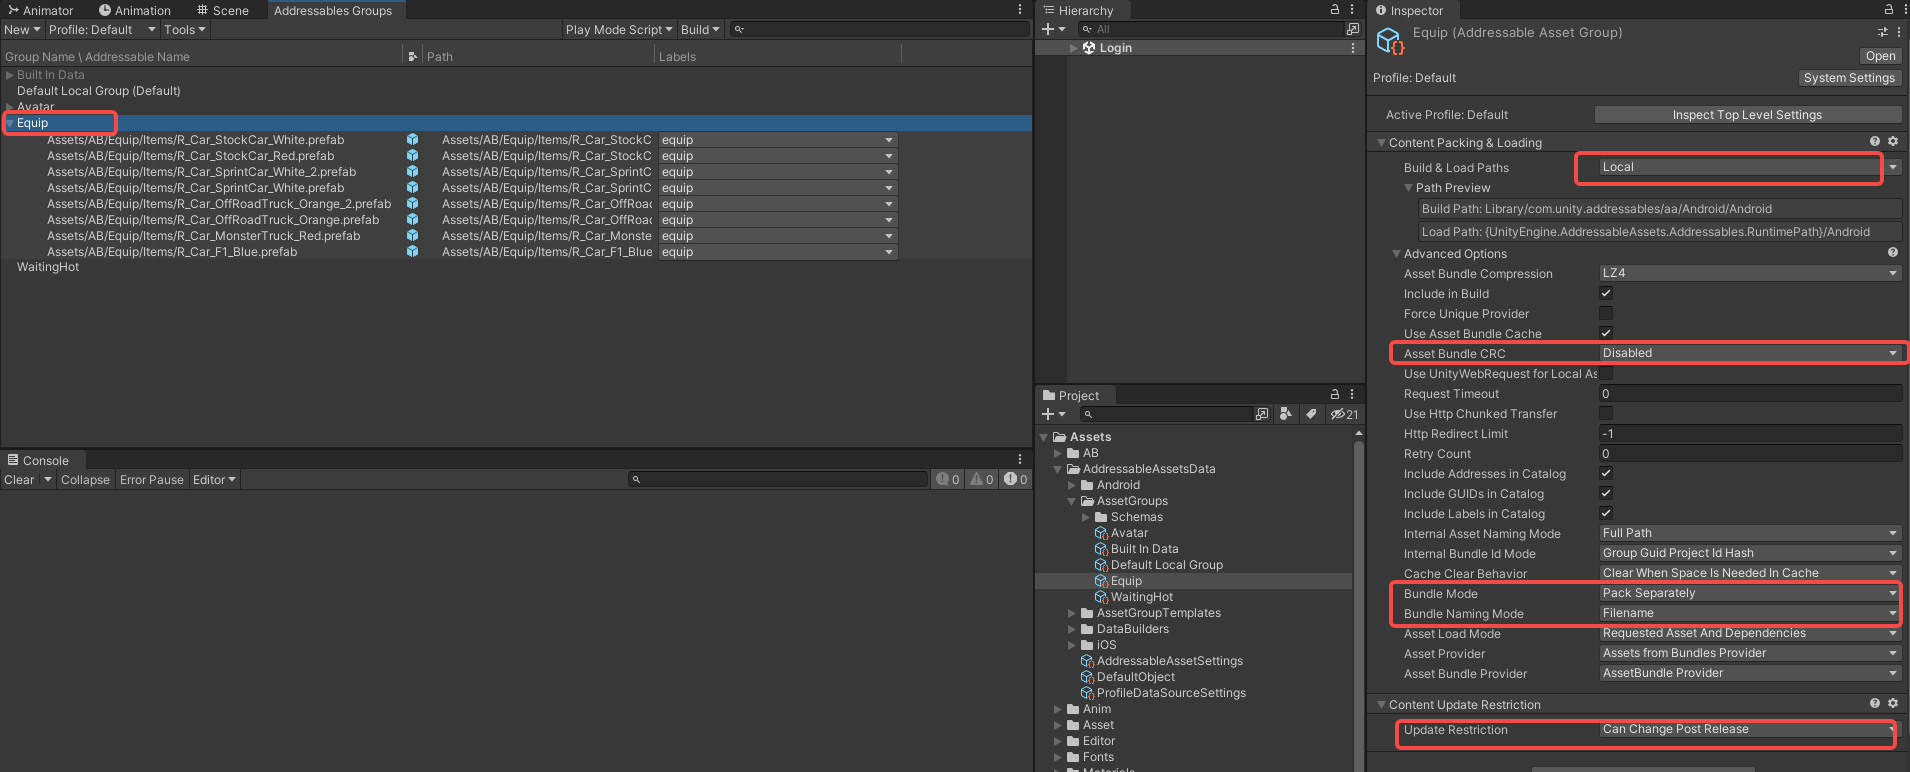 Animator
Animation
Scene
Addressables Groups
New
Profile: Default
Tools
Play Mode Script
Build
Group Name \ Addressable Name
Path
Labels
Built In Data
Default Local Group (Default)
Avatar
Equip
Assets/AB/Equip/Items/R_Car_StockCar_White.prefab Assets/AB/Equip/Items/R_Car_StockC equip
Assets/AB/Equip/Items/R_Car_StockCar_Red.prefab Assets/AB/Equip/Items/R_Car_StockC equip
Assets/AB/Equip/Items/R_Car_SprintCar_White_2.prefab Assets/AB/Equip/Items/R_Car_SprintC equip
Assets/AB/Equip/Items/R_Car_SprintCar_White.prefab Assets/AB/Equip/Items/R_Car_SprintC equip
Assets/AB/Equip/Items/R_Car_OffRoadTruck_Orange_2.prefab Assets/AB/Equip/Items/R_Car_OffRoac equip
Assets/AB/Equip/Items/R_Car_OffRoadTruck_Orange.prefab Assets/AB/Equip/Items/R_Car_OffRoac equip
Assets/AB/Equip/Items/R_Car_MonsterTruck_Red.prefab Assets/AB/Equip/Items/R_Car_Monste equip
Assets/AB/Equip/Items/R_Car_F1_Blue.prefab Assets/AB/Equip/Items/R_Car_F1_Blue equip
WaitingHot
Console
Clear
Collapse
Error Pause
Editor
0
0
0
Hierarchy
All
Login
Project
21
Assets
AB
AddressableAssetsData
Android
AssetGroups
Schemas
Avatar
Built In Data
Default Local Group
Equip
WaitingHot
AssetGroupTemplates
DataBuilders
iOS
AddressableAssetSettings
DefaultObject
ProfileDataSourceSettings
Anim
Asset
Editor
Fonts
Materials
Inspector
Equip (Addressable Asset Group)
Open
Profile: Default
System Settings
Active Profile: Default
Inspect Top Level Settings
Content Packing & Loading
Build & Load Paths Local
Path Preview
Build Path: Library/com.unity.addressables/aa/Android/Android
Load Path: {UnityEngine.AddressableAssets.Addressables.RuntimePath}/Android
Advanced Options
Asset Bundle Compression LZ4
Include in Build
Force Unique Provider
Use Asset Bundle Cache
Asset Bundle CRC Disabled
Use UnityWebRequest for Local As
Request Timeout 0
Use Http Chunked Transfer
Http Redirect Limit -1
Retry Count 0
Include Addresses in Catalog
Include GUIDs in Catalog
Include Labels in Catalog
Internal Asset Naming Mode Full Path
Internal Bundle Id Mode Group Guid Project Id Hash
Cache Clear Behavior Clear When Space Is Needed In Cache
Bundle Mode Pack Separately
Bundle Naming Mode Filename
Asset Load Mode Requested Asset And Dependencies
Asset Provider Assets from Bundles Provider
Asset Bundle Provider AssetBundle Provider
Content Update Restriction
Update Restriction Can Change Post Release